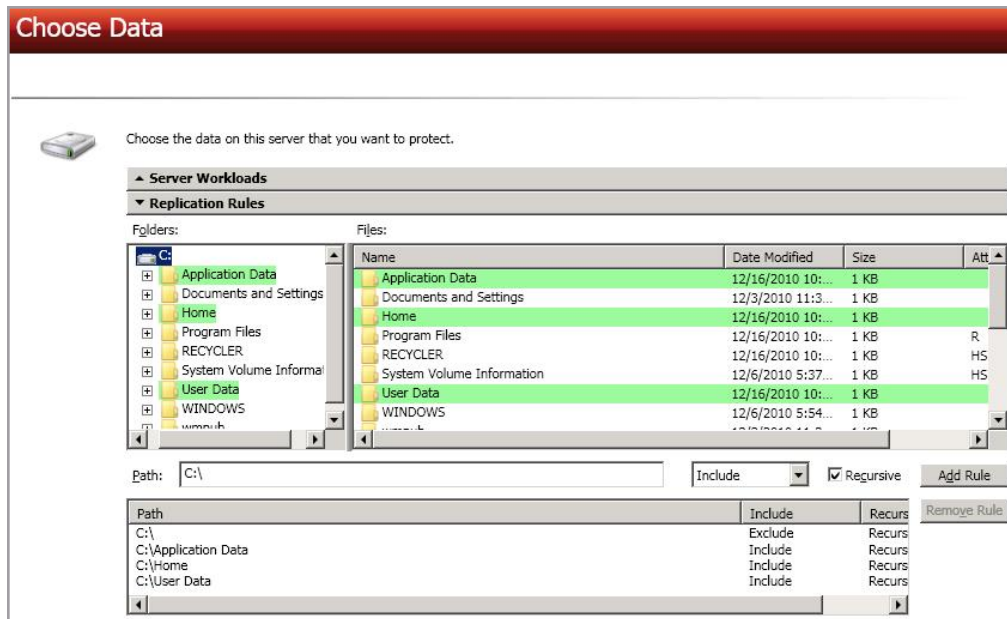 Choose Data
Choose the data on this server that you want to protect.
Server Workloads
Replication Rules
Folders: Files:
C:
Application Data
Documents and Settings
Home
Program Files
RECYCLER
System Volume Informat
User Data
WINDOWS
wmpub
Name Date Modified Size Att
Application Data 12/16/2010 10:... 1 KB
Documents and Settings 12/3/2010 11:3... 1 KB
Home 12/16/2010 10:... 1 KB
Program Files 12/16/2010 10:... 1 KB R
RECYCLER 12/16/2010 10:... 1 KB HS
System Volume Information 12/6/2010 5:37... 1 KB HS
User Data 12/16/2010 10:... 1 KB
WINDOWS 12/6/2010 5:54... 1 KB
Path: C:\ Include Recursive Add Rule
Path Include Recurs Remove Rule
C:\ Exclude Recurs
C:\Application Data Include Recurs
C:\Home Include Recurs
C:\User Data Include Recurs